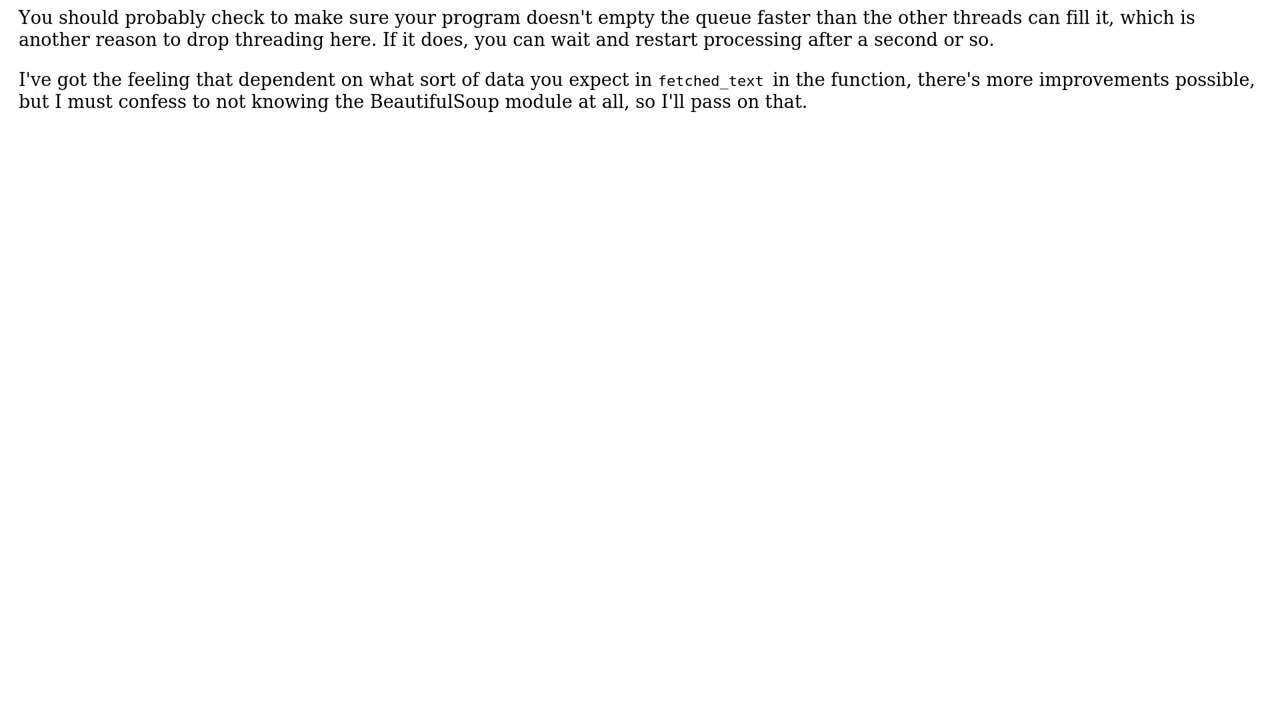 You should probably check to make sure your program doesn't empty the queue faster than the other threads can fill it, which is
another reason to drop threading here. If it does, you can wait and restart processing after a second or so.
I've got the feeling that dependent on what sort of data you expect in fetched_text in the function, there's more improvements possible,
but I must confess to not knowing the BeautifulSoup module at all, so I'll pass on that.